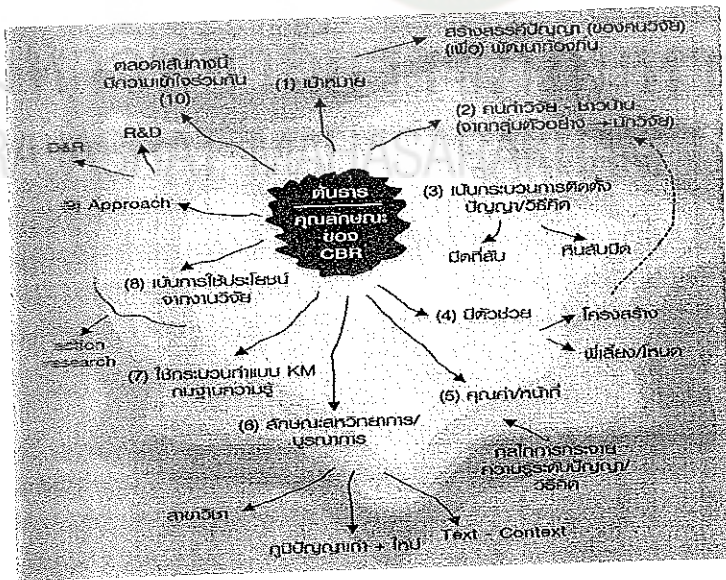 สร้างสรรค์ปัญญา (ของคนวิจัย)
(เพื่อ) พัฒนาท้องถิ่น
ตลอดเส้นทางนี้
มีความเข้าใจร่วมกัน
(10)
(1) เป้าหมาย
(2) คนทำวิจัย - ชาวบ้าน
(จากกลุ่มตัวอย่าง → นักวิจัย)
R&D
D&R
ต้นธาร
คุณลักษณะ
ของ
CBR
(3) เป็นกระบวนการติดตั้ง
ปัญญา/วิธีคิด
มีดที่ลับ
หินลับมีด
(9) Approach
(8) เป็นการใช้ประโยชน์
จากงานวิจัย
(4) มีตัวช่วย
โครงสร้าง
พี่เลี้ยง/โหนด
action
research
(7) ใช้กระบวนท่าแบบ KM
บนฐานความรู้
(5) คุณค่า/หน้าที่
(6) ลักษณะสหวิทยาการ/
บูรณาการ
กลไกการกระจาย
ความรู้ระดับปัญญา/
วิธีคิด
สาขาวิชา
ภูมิปัญญาเก่า + ใหม่
Text - Context